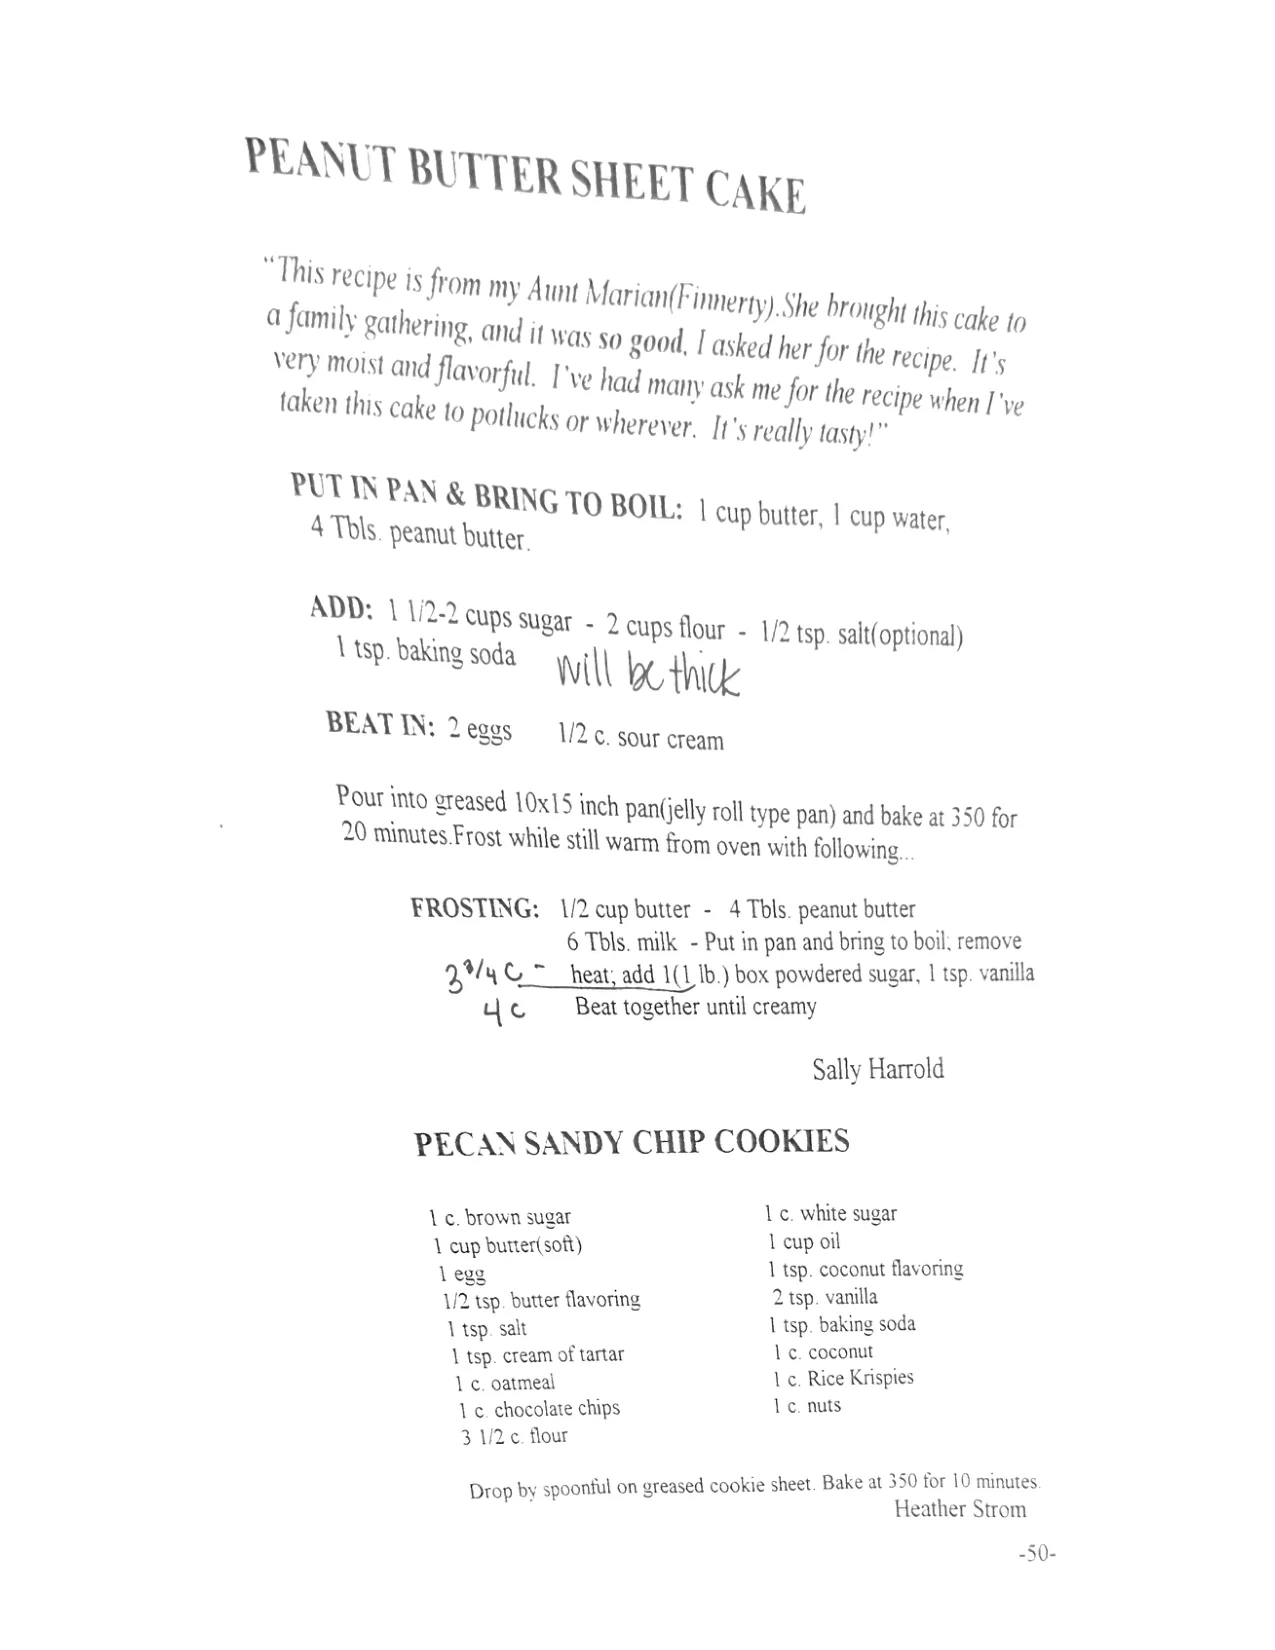 PEANUT BUTTER SHEET CAKE
"This recipe is from my Aunt Marian(Finnerty).She brought this cake to
a family gathering, and it was so good, I asked her for the recipe. It's
very moist and flavorful. I've had many ask me for the recipe when I've
taken this cake to potlucks or wherever. It's really tasty!"
PUT IN PAN & BRING TO BOIL: 1 cup butter, 1 cup water,
4 Tbls. peanut butter.
ADD: 1 1/2-2 cups sugar - 2 cups flour - 1/2 tsp. salt(optional)
1 tsp. baking soda will be thick
BEAT IN: 2 eggs 1/2 c. sour cream
Pour into greased 10x15 inch pan(jelly roll type pan) and bake at 350 for
20 minutes.Frost while still warm from oven with following...
FROSTING: 1/2 cup butter - 4 Tbls. peanut butter
6 Tbls. milk - Put in pan and bring to boil; remove
3 3/4 C - heat; add 1(1 lb.) box powdered sugar, 1 tsp. vanilla
4 c Beat together until creamy
Sally Harrold
PECAN SANDY CHIP COOKIES
1 c. brown sugar 1 c. white sugar
1 cup butter(soft) 1 cup oil
1 egg 1 tsp. coconut flavoring
1/2 tsp. butter flavoring 2 tsp. vanilla
1 tsp. salt 1 tsp. baking soda
1 tsp. cream of tartar 1 c. coconut
1 c. oatmeal 1 c. Rice Krispies
1 c. chocolate chips 1 c. nuts
3 1/2 c. flour
Drop by spoonful on greased cookie sheet. Bake at 350 for 10 minutes.
Heather Strom
-50-